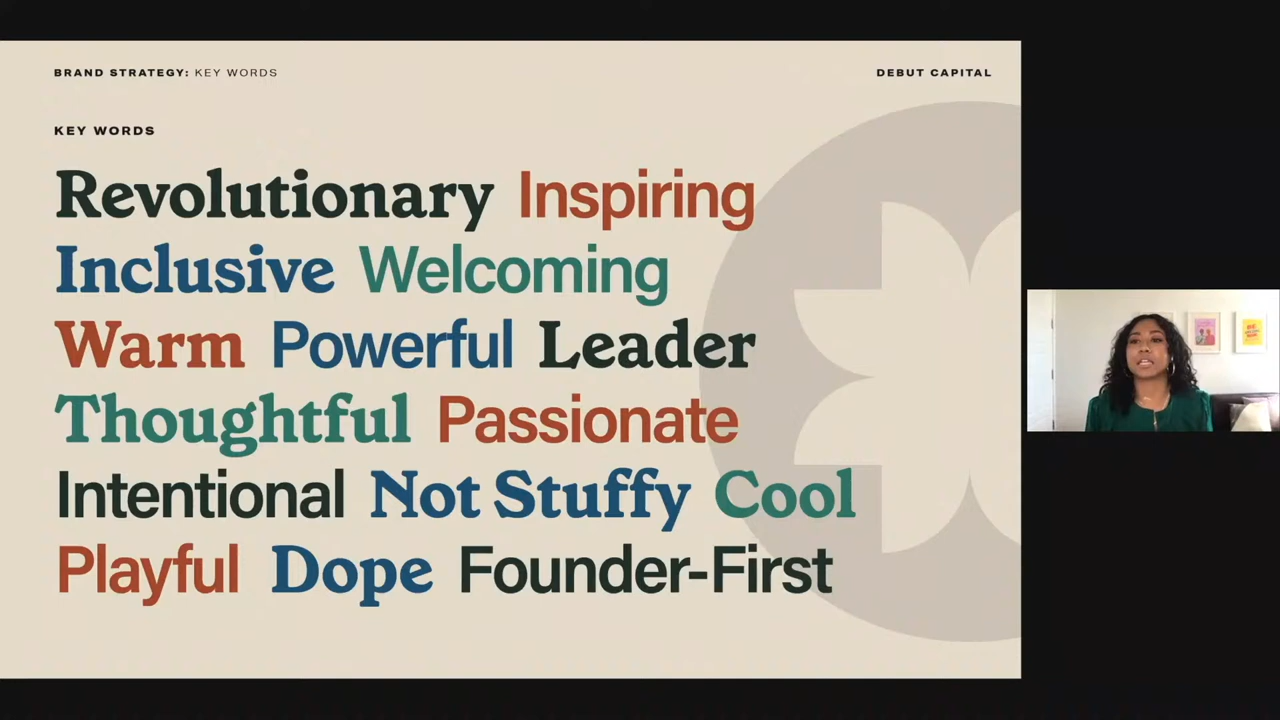 BRAND STRATEGY: KEY WORDS
DEBUT CAPITAL
KEY WORDS
Revolutionary Inspiring
Inclusive Welcoming
Warm Powerful Leader
Thoughtful Passionate
Intentional Not Stuffy Cool
Playful Dope Founder-First